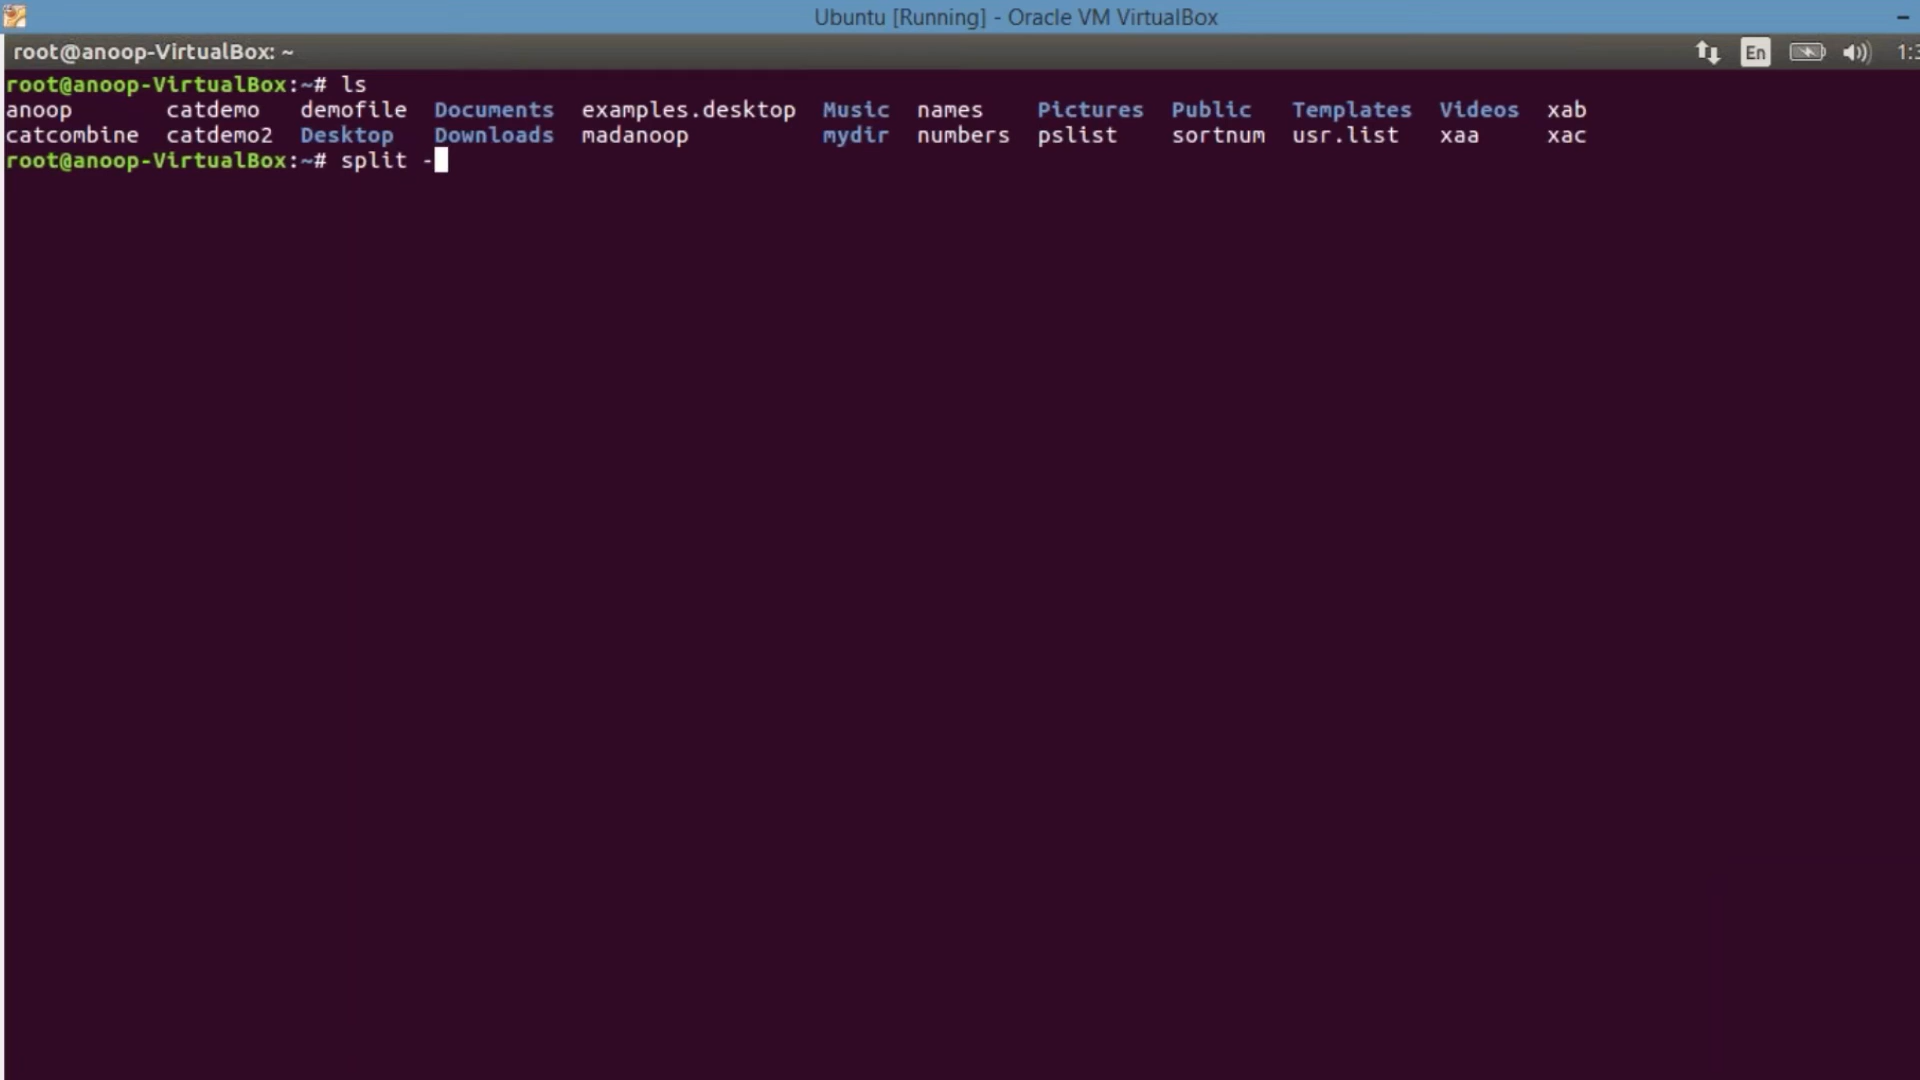 Ubuntu [Running] - Oracle VM VirtualBox
root@anoop-VirtualBox: ~
En
root@anoop-VirtualBox:~# ls
anoop catdemo demofile Documents examples.desktop Music names Pictures Public Templates Videos xab
catcombine catdemo2 Desktop Downloads madanoop mydir numbers pslist sortnum usr.list xaa xac
root@anoop-VirtualBox:~# split -